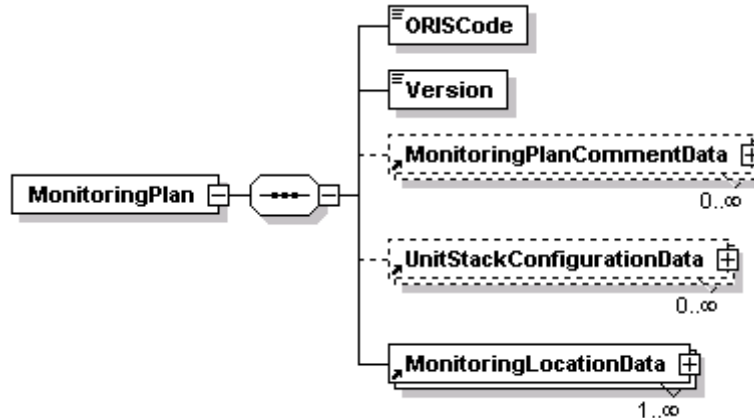 ORISCode
Version
MonitoringPlanCommentData
0..∞
MonitoringPlan
UnitStackConfigurationData
0..∞
MonitoringLocationData
1..∞